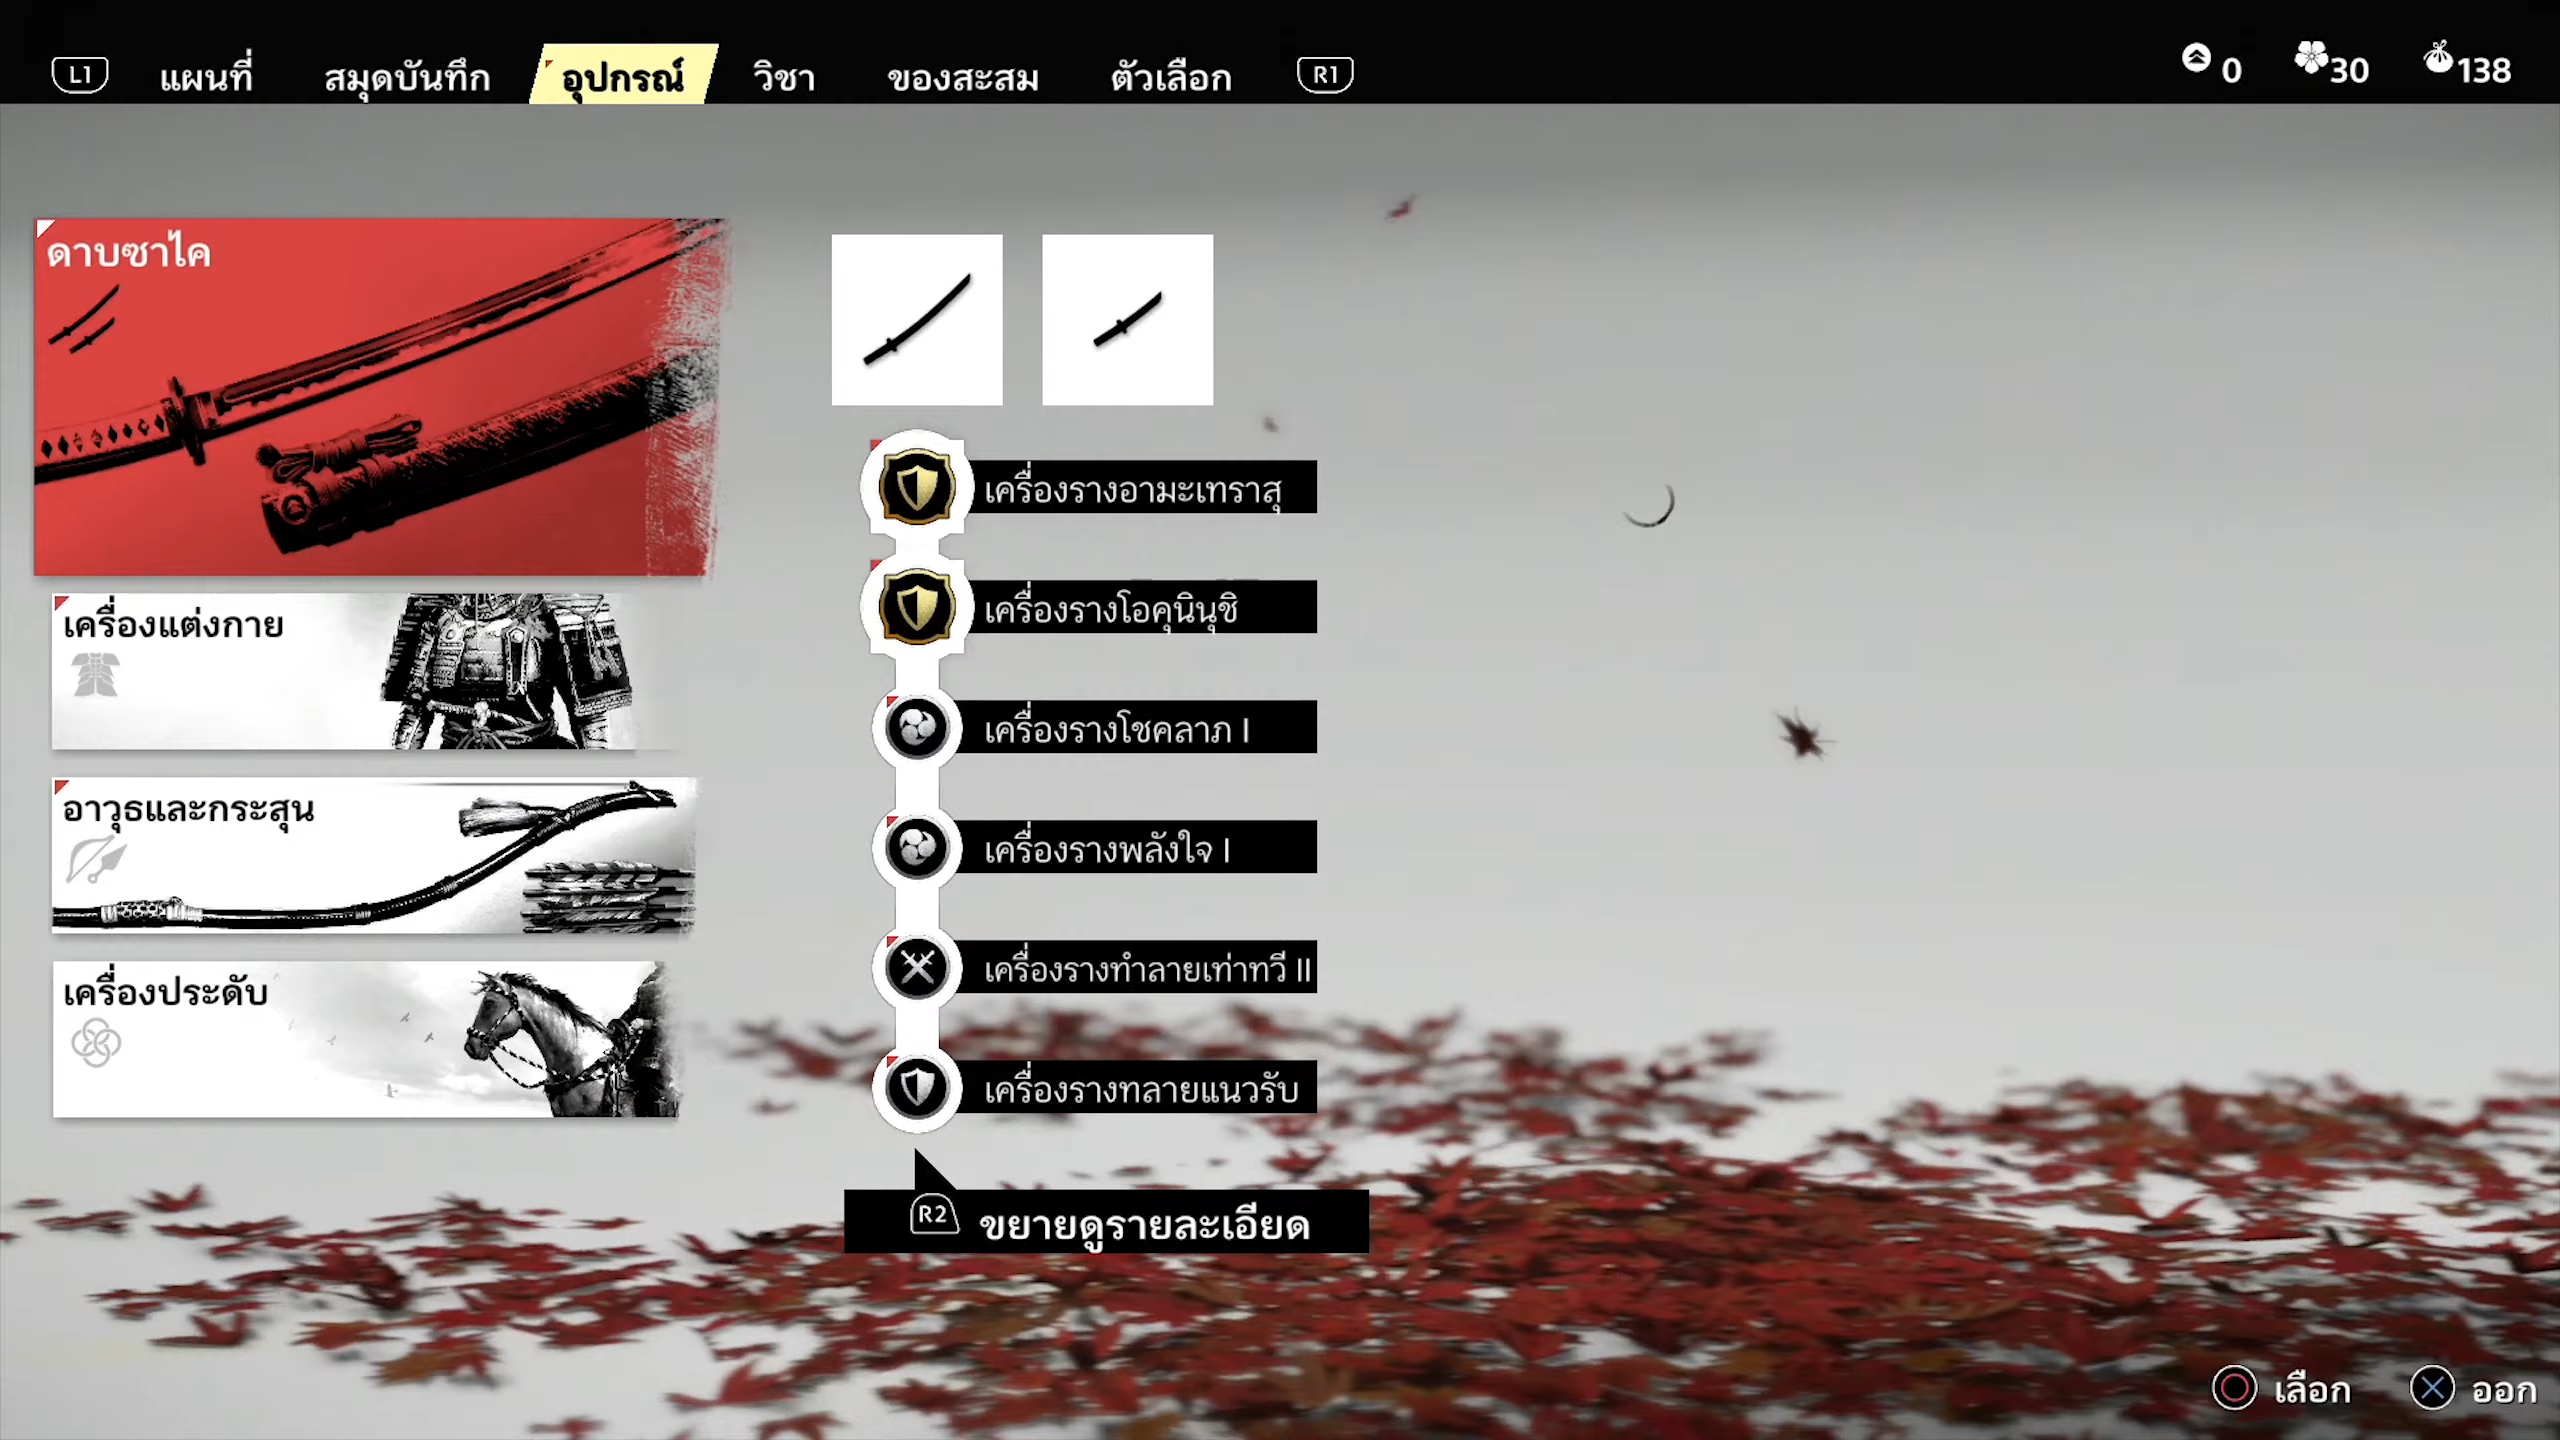 L1 แผนที่ สมุดบันทึก อุปกรณ์ วิชา ของสะสม ตัวเลือก R1 0 30 138
ดาบซาไค
เครื่องแต่งกาย
อาวุธและกระสุน
เครื่องประดับ
เครื่องรางอามะเทราสุ
เครื่องรางโอคุนินุชิ
เครื่องรางโชคลาภ I
เครื่องรางพลังใจ I
เครื่องรางทำลายเท่าทวี II
เครื่องรางทลายแนวรับ
R2 ขยายดูรายละเอียด
เลือก ออก